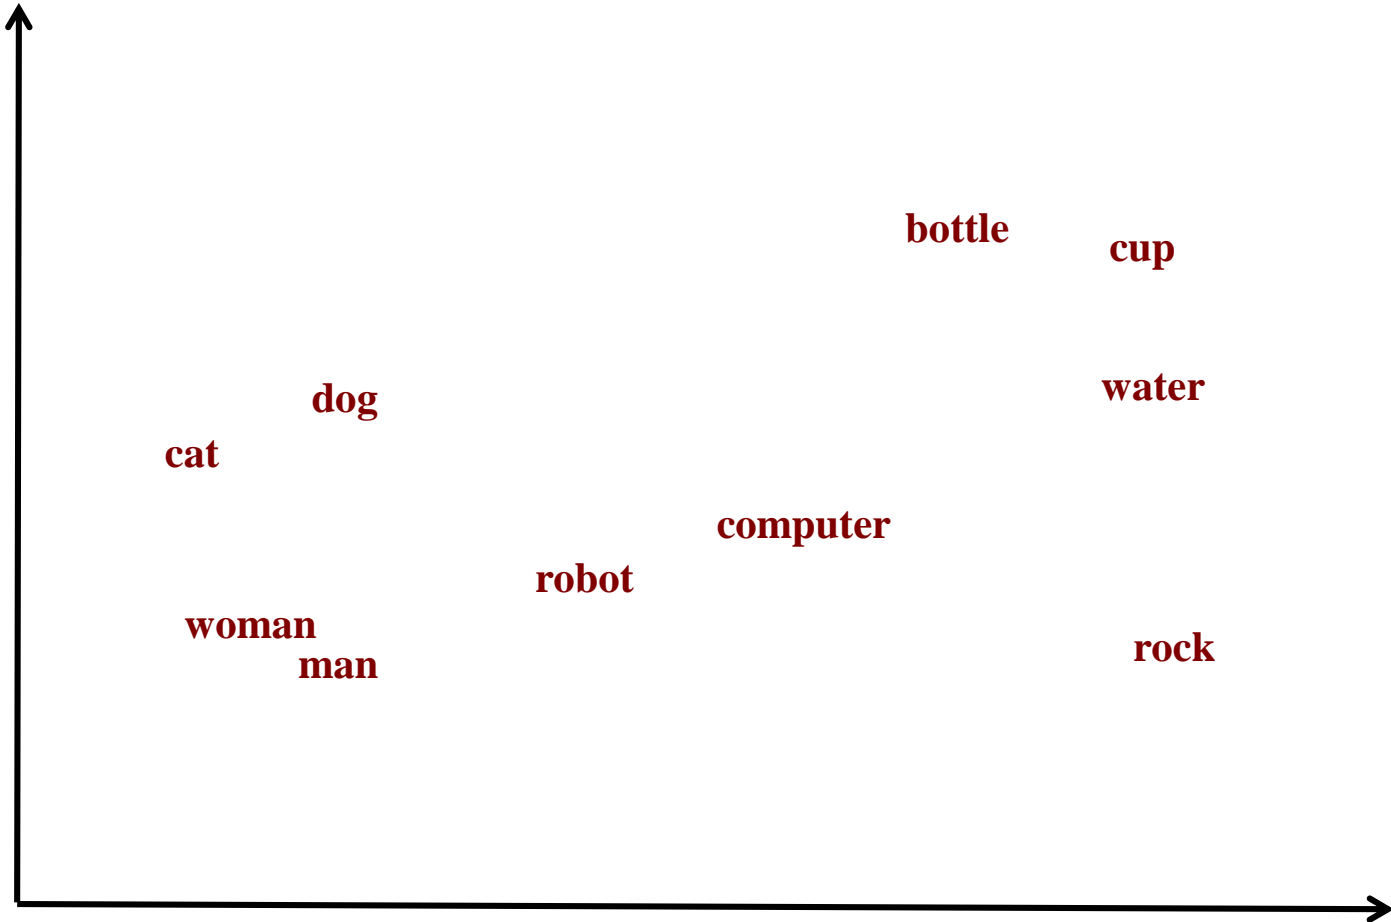 bottle
cup
water
dog
cat
computer
robot
woman
man
rock